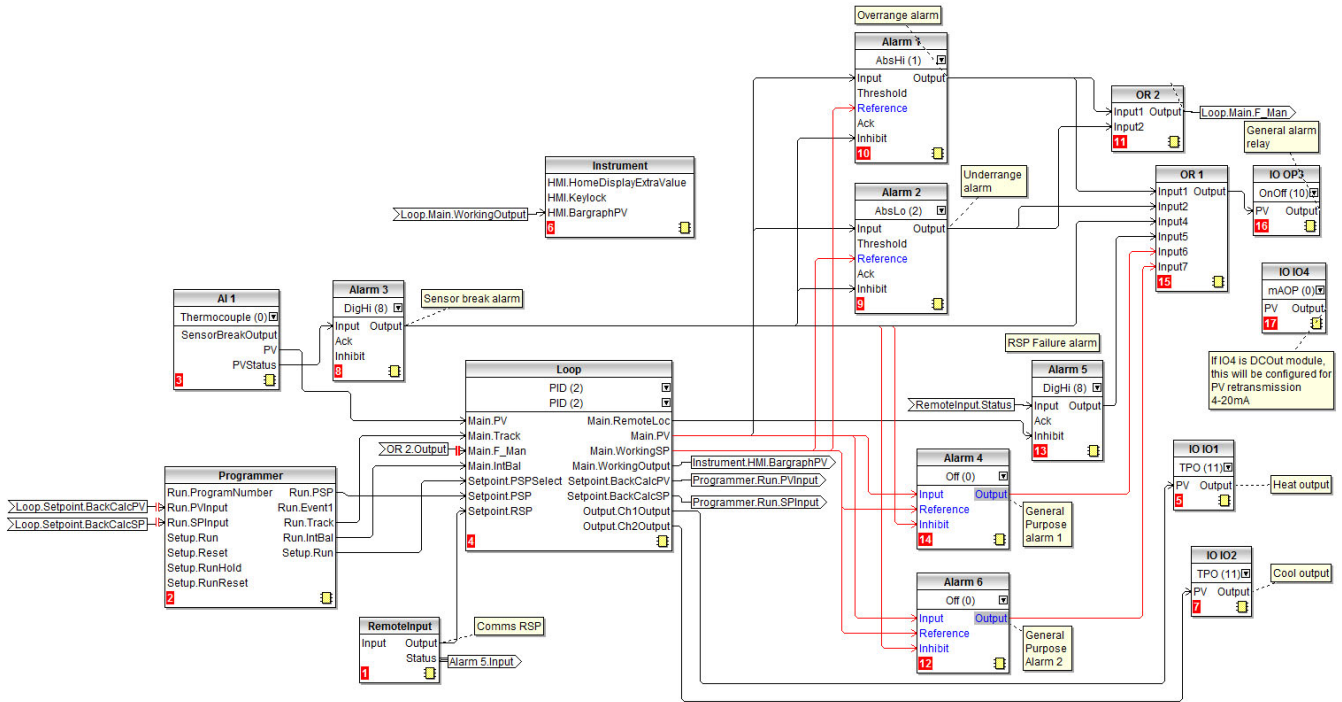 Overrange alarm
Alarm 1
AbsHi (1)
Input Output
Threshold
Reference
Ack
Inhibit
10
OR 2
Input1 Output
Input2
11
Loop.Main.F_Man
General alarm
relay
Instrument
HMI.HomeDisplayExtraValue
HMI.Keylock
HMI.BargraphPV
6
Loop.Main.WorkingOutput
Alarm 2
AbsLo (2)
Input Output
Threshold
Reference
Ack
Inhibit
9
Underrange
alarm
OR 1
Input1 Output
Input2
Input4
Input5
Input6
Input7
15
IO OP3
OnOff (10)
PV Output
16
IO IO4
mAOP (0)
PV Output
17
If IO4 is DCOut module,
this will be configured for
PV retransmission
4-20mA
AI 1
Thermocouple (0)
SensorBreakOutput
PV
PVStatus
3
Alarm 3
DigHi (8)
Input Output
Ack
Inhibit
8
Sensor break alarm
RSP Failure alarm
Alarm 5
DigHi (8)
Input Output
Ack
Inhibit
13
RemoteInput.Status
Loop
PID (2)
PID (2)
Main.PV Main.RemoteLoc
Main.Track Main.PV
Main.F_Man Main.WorkingSP
Main.IntBal Main.WorkingOutput
Setpoint.PSPSelect Setpoint.BackCalcPV
Setpoint.PSP Setpoint.BackCalcSP
Setpoint.RSP Output.Ch1Output
Output.Ch2Output
4
OR 2.Output
Instrument.HMI.BargraphPV
Programmer.Run.PVInput
Programmer.Run.SPInput
Programmer
Run.ProgramNumber Run.PSP
Run.PVInput Run.Event1
Run.SPInput Run.Track
Setup.Run Run.IntBal
Setup.Reset Setup.Run
Setup.RunHold
Setup.RunReset
2
Loop.Setpoint.BackCalcPV
Loop.Setpoint.BackCalcSP
Alarm 4
Off (0)
Input Output
Reference
Inhibit
14
General
Purpose
alarm 1
IO IO1
TPO (11)
PV Output
5
Heat output
Alarm 6
Off (0)
Input Output
Reference
Inhibit
12
General
Purpose
Alarm 2
IO IO2
TPO (11)
PV Output
7
Cool output
RemoteInput
Input Output
Status
1
Comms RSP
Alarm 5.Input